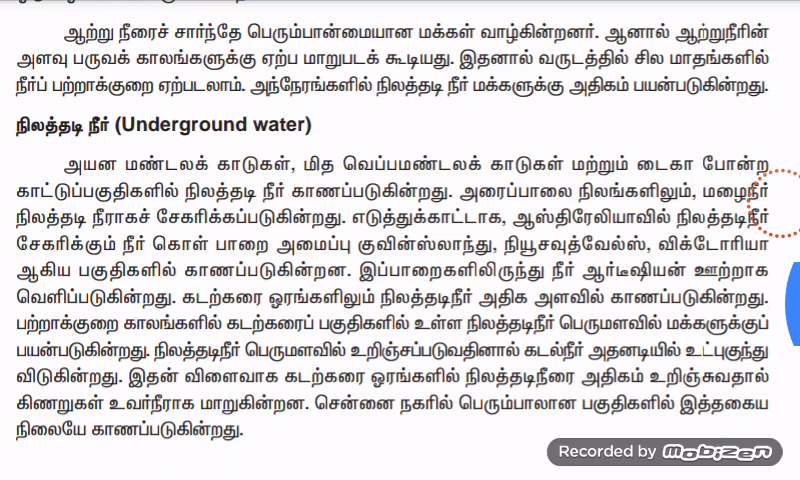 ஆற்று நீரைச் சார்ந்தே பெரும்பான்மையான மக்கள் வாழ்கின்றனர். ஆனால் ஆற்றுநீரின்
அளவு பருவக் காலங்களுக்கு ஏற்ப மாறுபடக் கூடியது. இதனால் வருடத்தில் சில மாதங்களில்
நீர்ப் பற்றாக்குறை ஏற்படலாம். அந்நேரங்களில் நிலத்தடி நீர் மக்களுக்கு அதிகம் பயன்படுகின்றது.
நிலத்தடி நீர் (Underground water)
அயன மண்டலக் காடுகள், மித வெப்பமண்டலக் காடுகள் மற்றும் டைகா போன்ற
காட்டுப்பகுதிகளில் நிலத்தடி நீர் காணப்படுகின்றது. அரைப்பாலை நிலங்களிலும், மழைநீர்
நிலத்தடி நீராகச் சேகரிக்கப்படுகின்றது. எடுத்துக்காட்டாக, ஆஸ்திரேலியாவில் நிலத்தடிநீர்
சேகரிக்கும் நீர் கொள் பாறை அமைப்பு குவின்ஸ்லாந்து, நியூசவுத்வேல்ஸ், விக்டோரியா
ஆகிய பகுதிகளில் காணப்படுகின்றன. இப்பாறைகளிலிருந்து நீர் ஆர்டீஷியன் ஊற்றாக
வெளிப்படுகின்றது. கடற்கரை ஓரங்களிலும் நிலத்தடிநீர் அதிக அளவில் காணப்படுகின்றது.
பற்றாக்குறை காலங்களில் கடற்கரைப் பகுதிகளில் உள்ள நிலத்தடிநீர் பெருமளவில் மக்களுக்குப்
பயன்படுகின்றது. நிலத்தடிநீர் பெருமளவில் உறிஞ்சப்படுவதினால் கடல்நீர் அதனடியில் உட்புகுந்து
விடுகின்றது. இதன் விளைவாக கடற்கரை ஓரங்களில் நிலத்தடிநீரை அதிகம் உறிஞ்சுவதால்
கிணறுகள் உவர்நீராக மாறுகின்றன. சென்னை நகரில் பெரும்பாலான பகுதிகளில் இத்தகைய
நிலையே காணப்படுகின்றது.
Recorded by mobizen